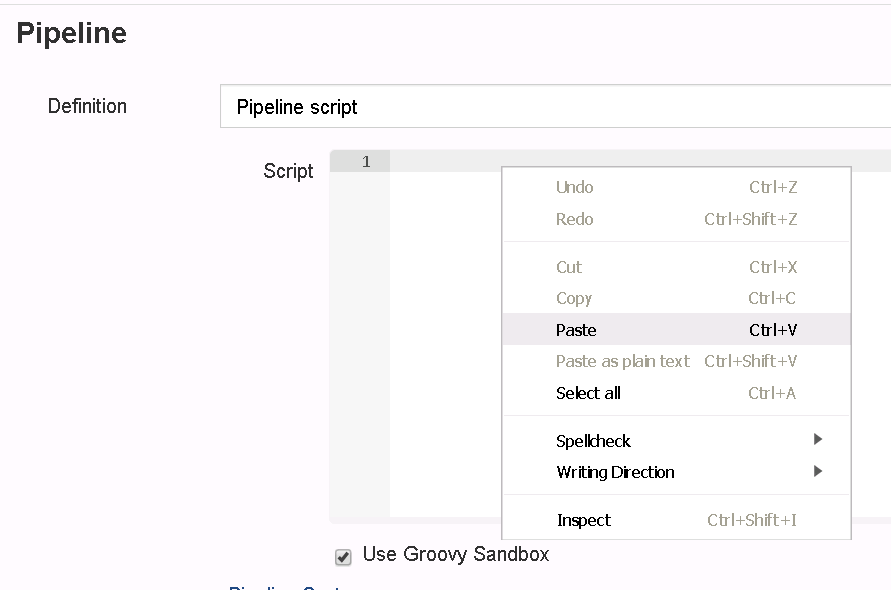 Pipeline
Definition
Pipeline script
Script
1
Undo Ctrl+Z
Redo Ctrl+Shift+Z
Cut Ctrl+X
Copy Ctrl+C
Paste Ctrl+V
Paste as plain text Ctrl+Shift+V
Select all Ctrl+A
Spellcheck
Writing Direction
Inspect Ctrl+Shift+I
Use Groovy Sandbox
Pipeline